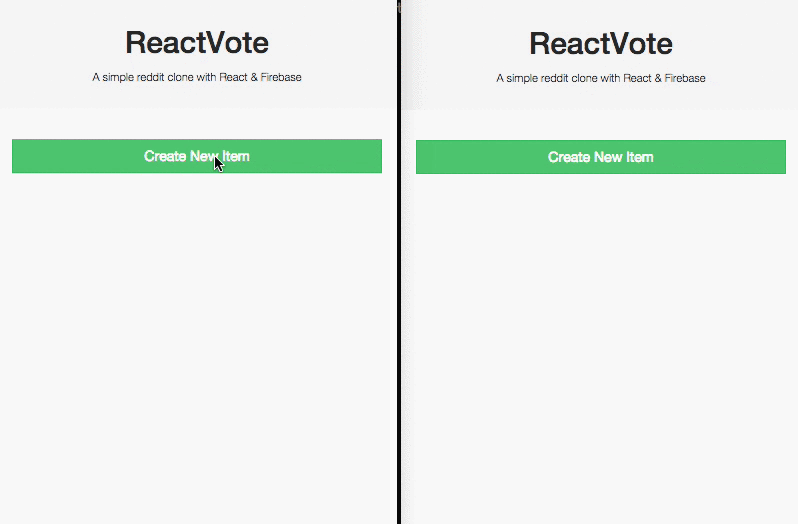 ReactVote
A simple reddit clone with React & Firebase
Create New Item
ReactVote
A simple reddit clone with React & Firebase
Create New Item